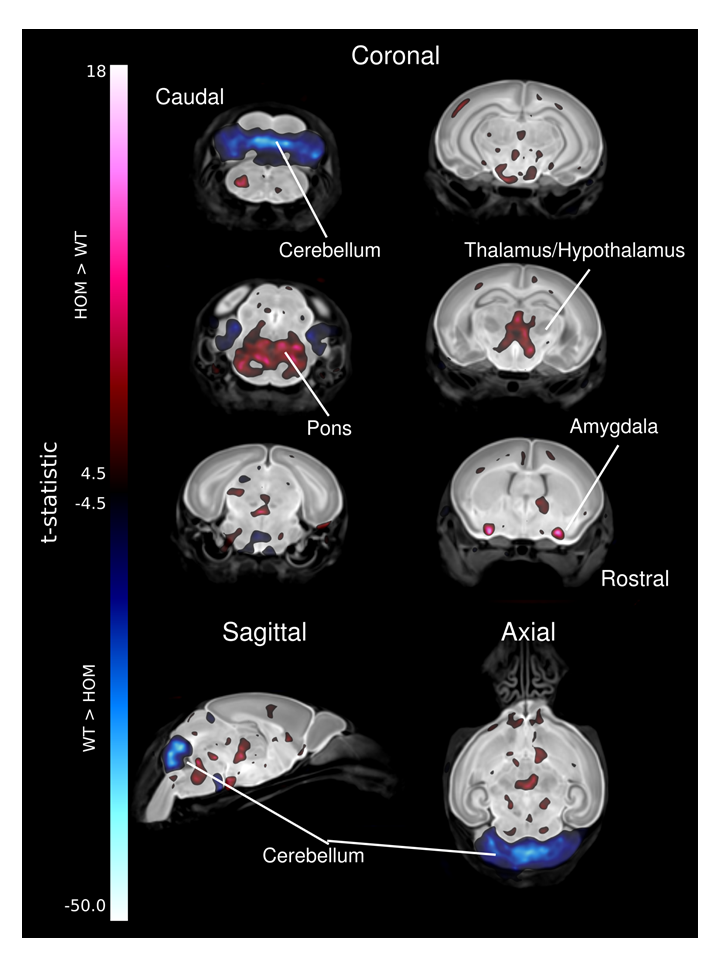 Coronal
18
Caudal
HOM > WT
Cerebellum
Thalamus/Hypothalamus
Pons
Amygdala
t-statistic
4.5
-4.5
Rostral
Sagittal
Axial
WT > HOM
Cerebellum
-50.0